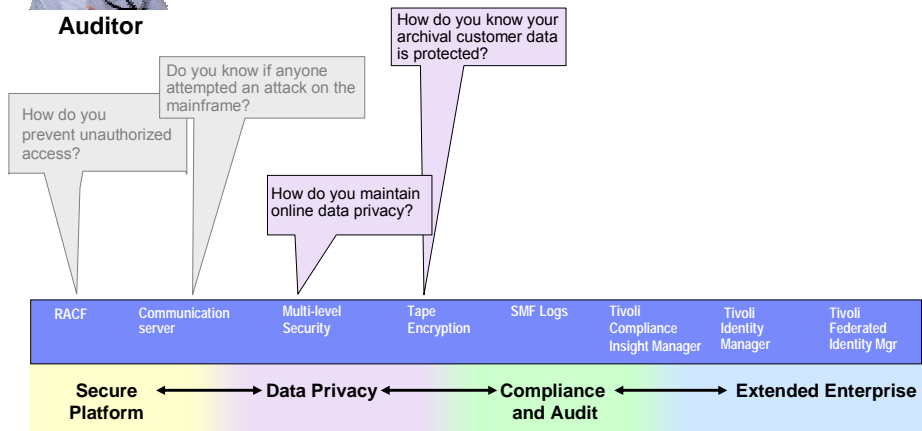 Auditor
How do you know your
archival customer data
is protected?
Do you know if anyone
attempted an attack on the
mainframe?
How do you
prevent unauthorized
access?
How do you maintain
online data privacy?
RACF
Communication
server
Multi-level
Security
Tape
Encryption
SMF Logs
Tivoli
Compliance
Insight Manager
Tivoli
Identity
Manager
Tivoli
Federated
Identity Mgr
Secure
Platform
Data Privacy
Compliance
and Audit
Extended Enterprise